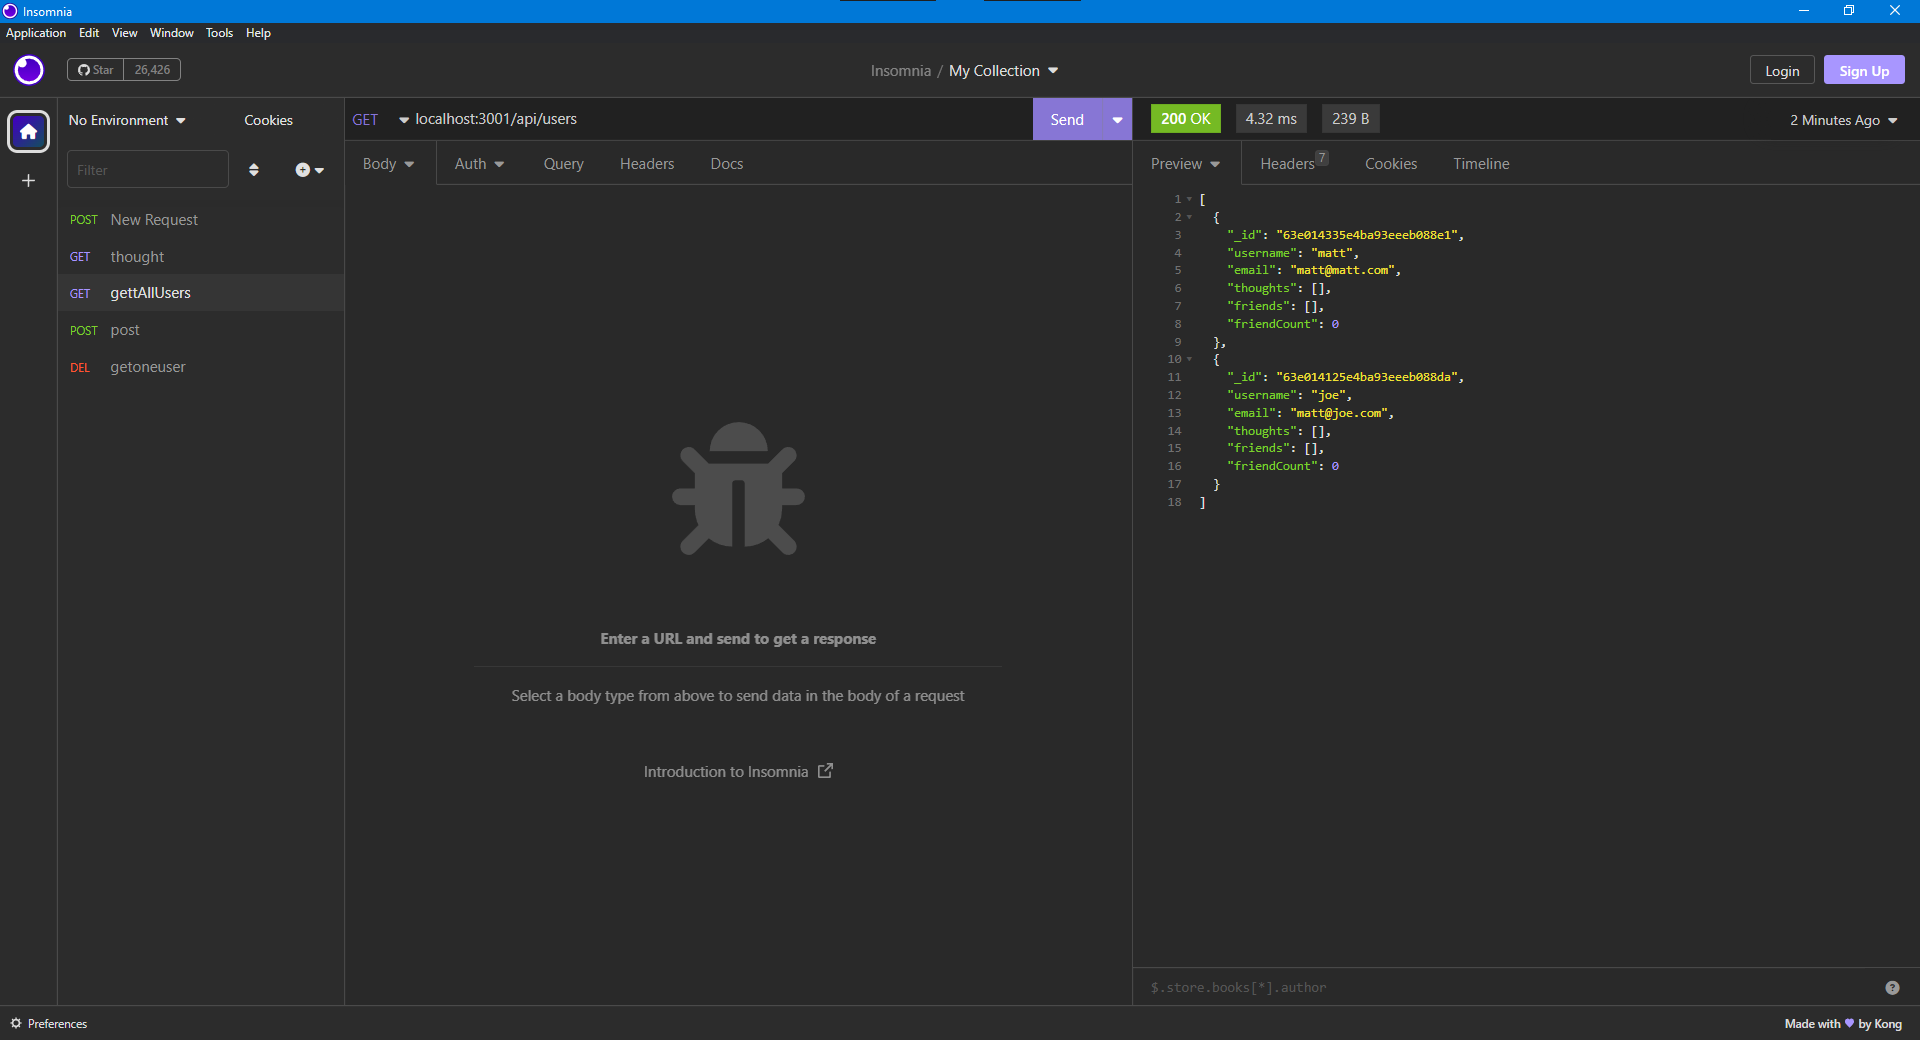 Insomnia
Application Edit View Window Tools Help
Star 26,426
Insomnia / My Collection
Login Sign Up
No Environment Cookies
GET localhost:3001/api/users Send
200 OK 4.32 ms 239 B 2 Minutes Ago
Filter
Body Auth Query Headers Docs
Preview Headers 7 Cookies Timeline
POST New Request
GET thought
GET gettAllUsers
POST post
DEL getoneuser
Enter a URL and send to get a response
Select a body type from above to send data in the body of a request
Introduction to Insomnia
1 [
2 {
3 "_id": "63e014335e4ba93eeeb088e1",
4 "username": "matt",
5 "email": "matt@matt.com",
6 "thoughts": [],
7 "friends": [],
8 "friendCount": 0
9 },
10 {
11 "_id": "63e014125e4ba93eeeb088da",
12 "username": "joe",
13 "email": "matt@joe.com",
14 "thoughts": [],
15 "friends": [],
16 "friendCount": 0
17 }
18 ]
$.store.books[*].author ?
Preferences
Made with ♥ by Kong